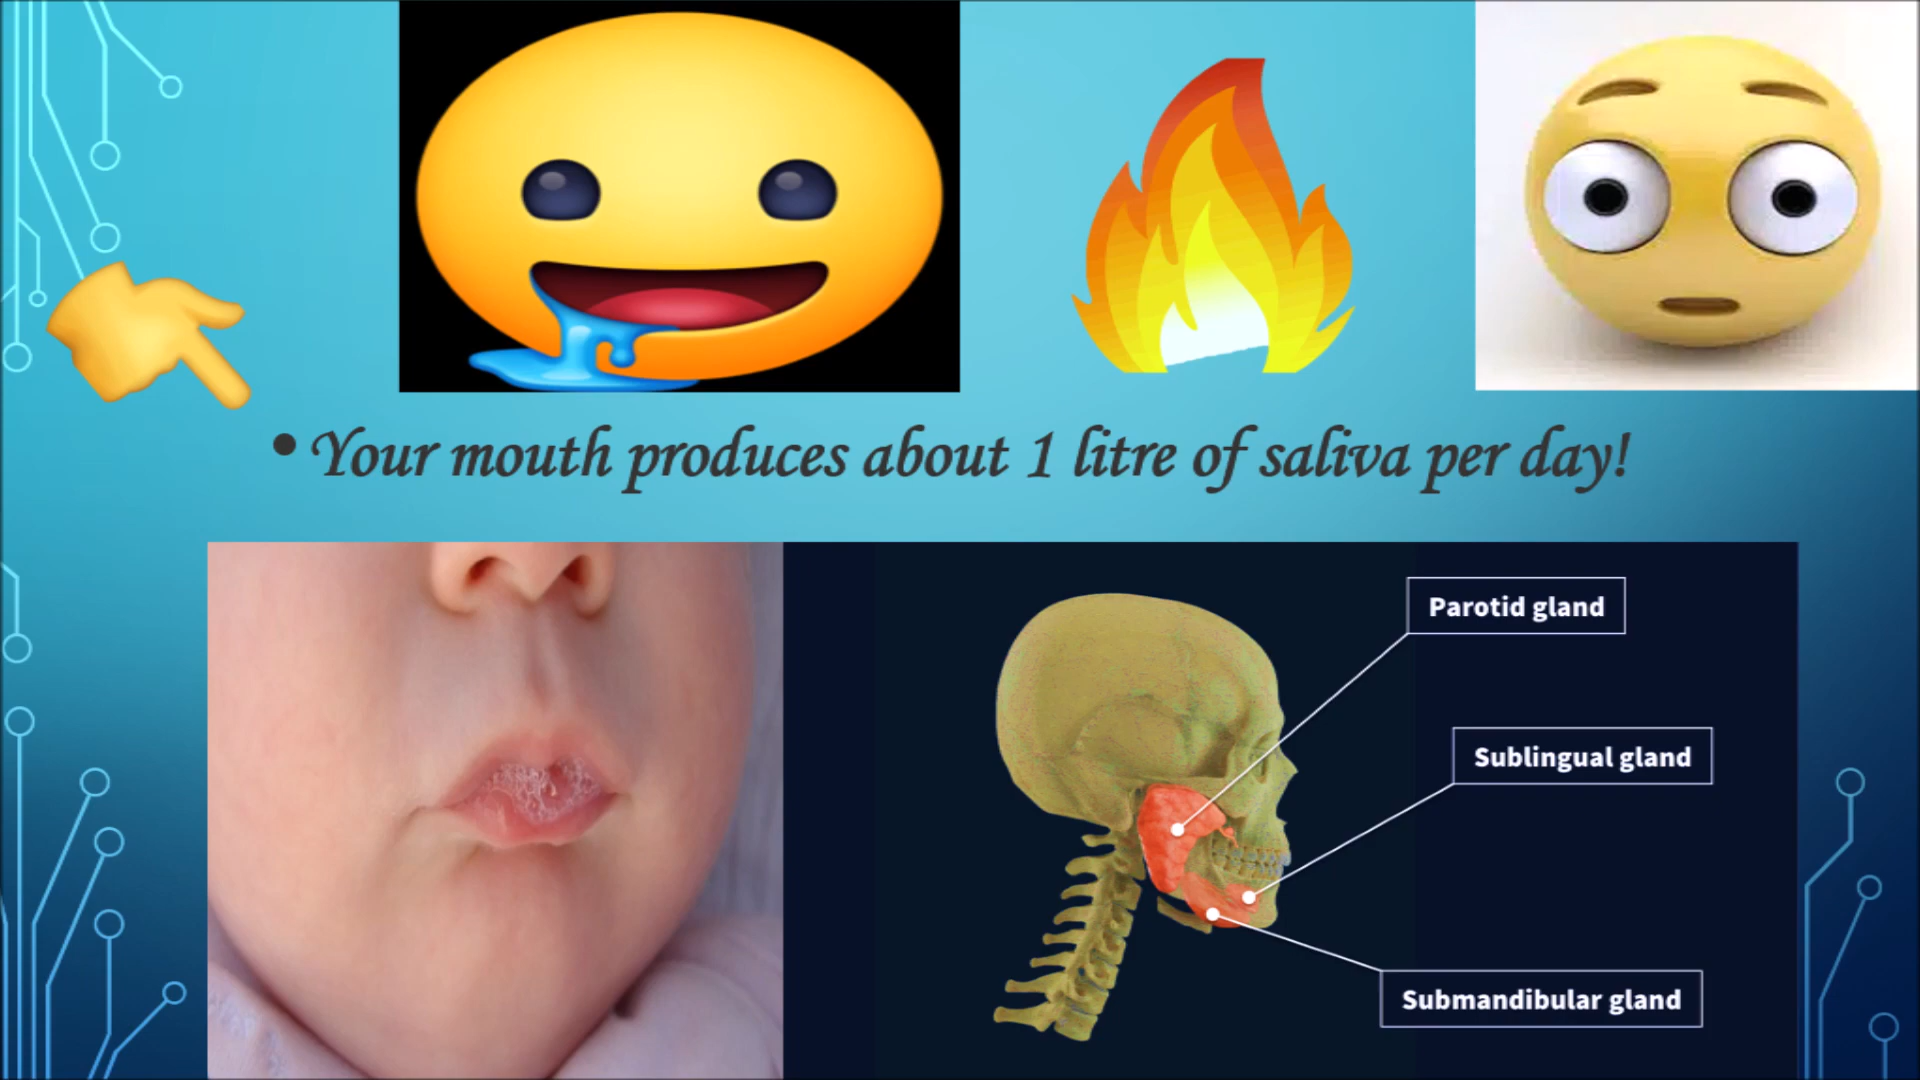 • Your mouth produces about 1 litre of saliva per day!
Parotid gland
Sublingual gland
Submandibular gland